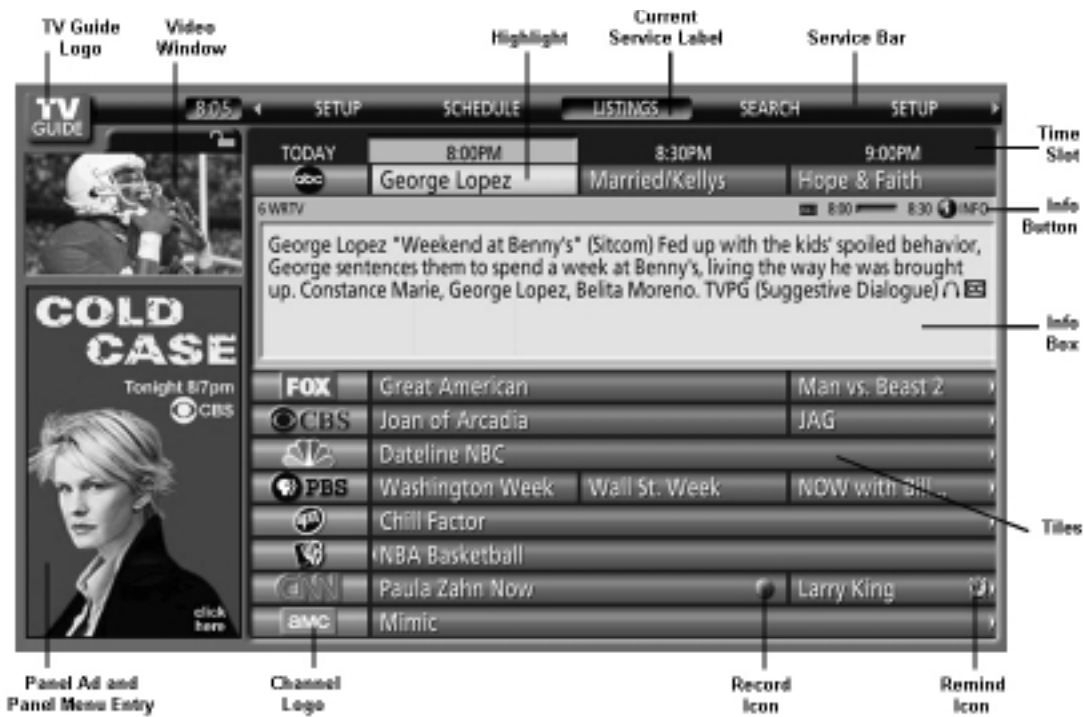 TV Guide
Logo
Video
Window
Highlight
Current
Service Label
Service Bar
TV
GUIDE
8:05
SETUP
SCHEDULE
LISTINGS
SEARCH
SETUP
Time
Slot
TODAY
8:00PM
8:30PM
9:00PM
abc
George Lopez
Married/Kellys
Hope & Faith
6 WRTV
8:00
8:30
INFO
Info
Button
George Lopez "Weekend at Benny's" (Sitcom) Fed up with the kids' spoiled behavior,
George sentences them to spend a week at Benny's, living the way he was brought
up. Constance Marie, George Lopez, Belita Moreno. TVPG (Suggestive Dialogue)
Info
Box
COLD
CASE
Tonight 8/7pm
CBS
click
here
FOX
Great American
Man vs. Beast 2
CBS
Joan of Arcadia
JAG
Dateline NBC
PBS
Washington Week
Wall St. Week
NOW with Bill ...
Tiles
Chill Factor
NBA Basketball
CNN
Paula Zahn Now
Larry King
amc
Mimic
Panel Ad and
Panel Menu Entry
Channel
Logo
Record
Icon
Remind
Icon